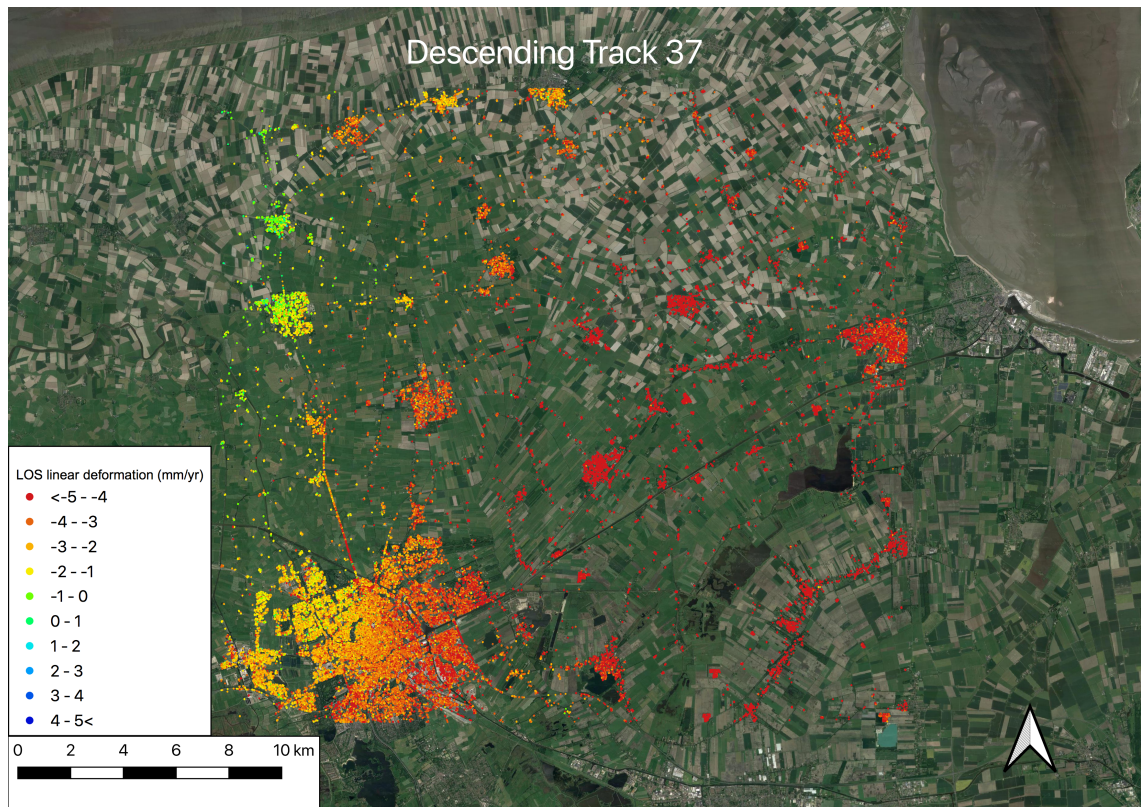 Descending Track 37
LOS linear deformation (mm/yr)
<-5 - -4
-4 - -3
-3 - -2
-2 - -1
-1 - 0
0 - 1
1 - 2
2 - 3
3 - 4
4 - 5<
0 2 4 6 8 10 km